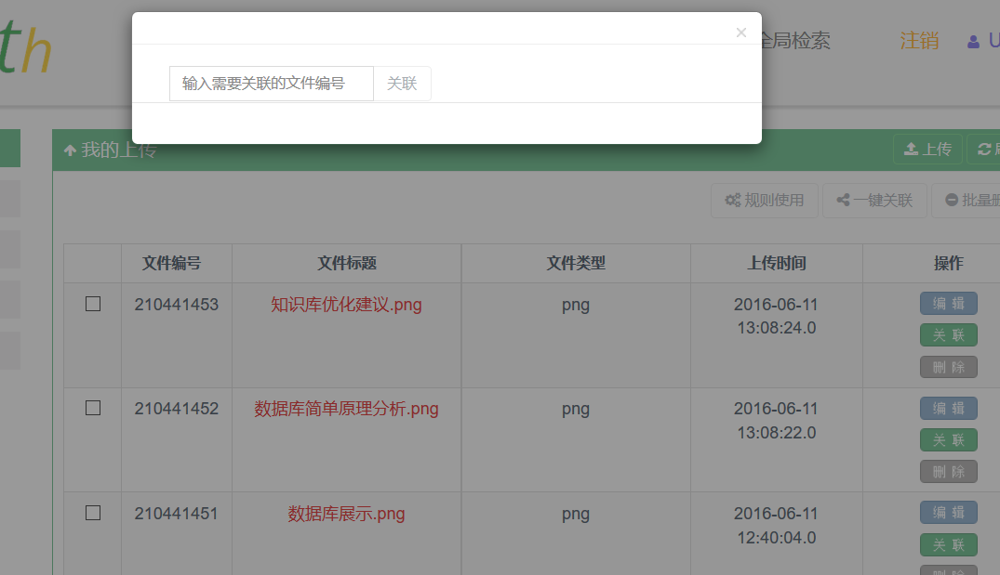 th
×
全局检索
注销
U
输入需要关联的文件编号
关联
我的上传
上传
规则使用
一键关联
批量删
文件编号
文件标题
文件类型
上传时间
操作
210441453
知识库优化建议.png
png
2016-06-11
13:08:24.0
编 辑
关 联
删 除
210441452
数据库简单原理分析.png
png
2016-06-11
13:08:22.0
编 辑
关 联
删 除
210441451
数据库展示.png
png
2016-06-11
12:40:04.0
编 辑
关 联
删 除